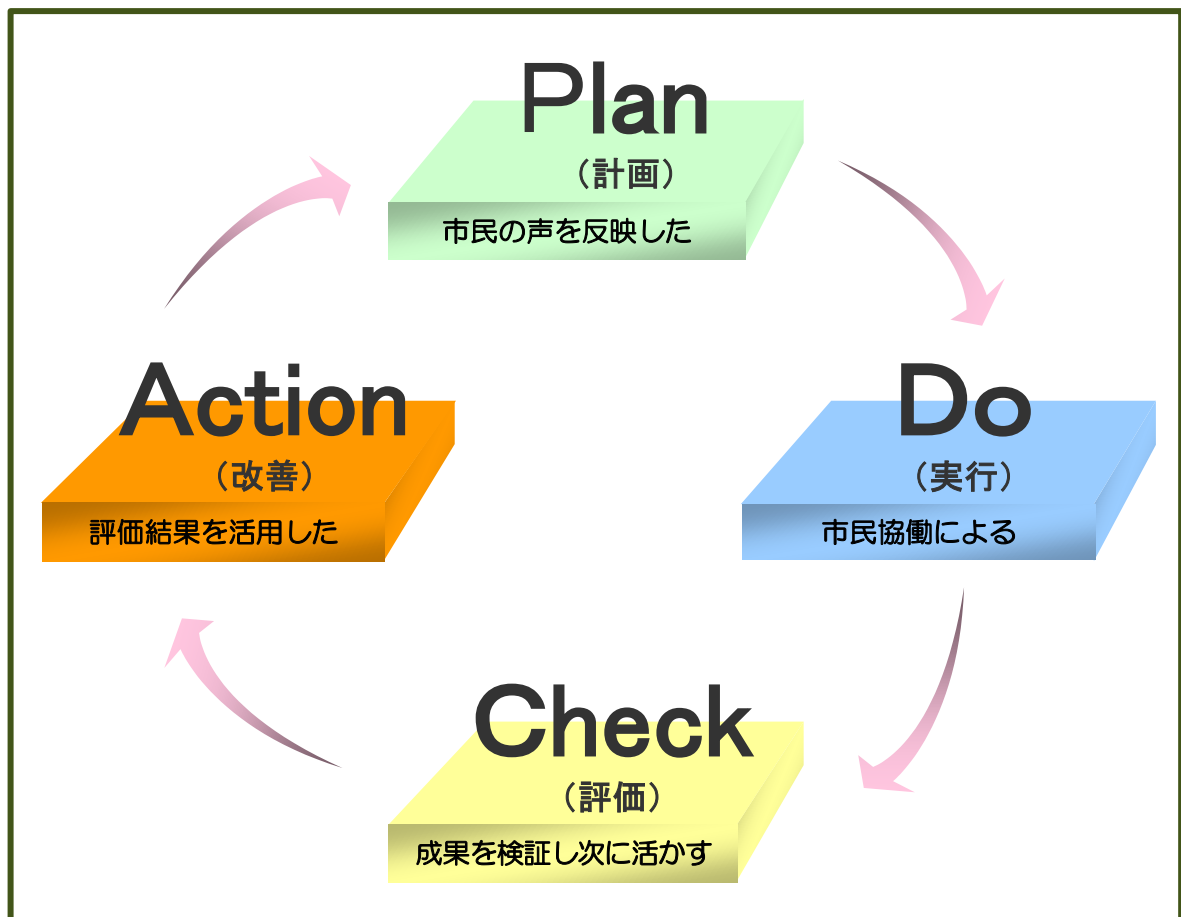 Plan
（計画）
市民の声を反映した
Do
（実行）
市民協働による
Check
（評価）
成果を検証し次に活かす
Action
（改善）
評価結果を活用した